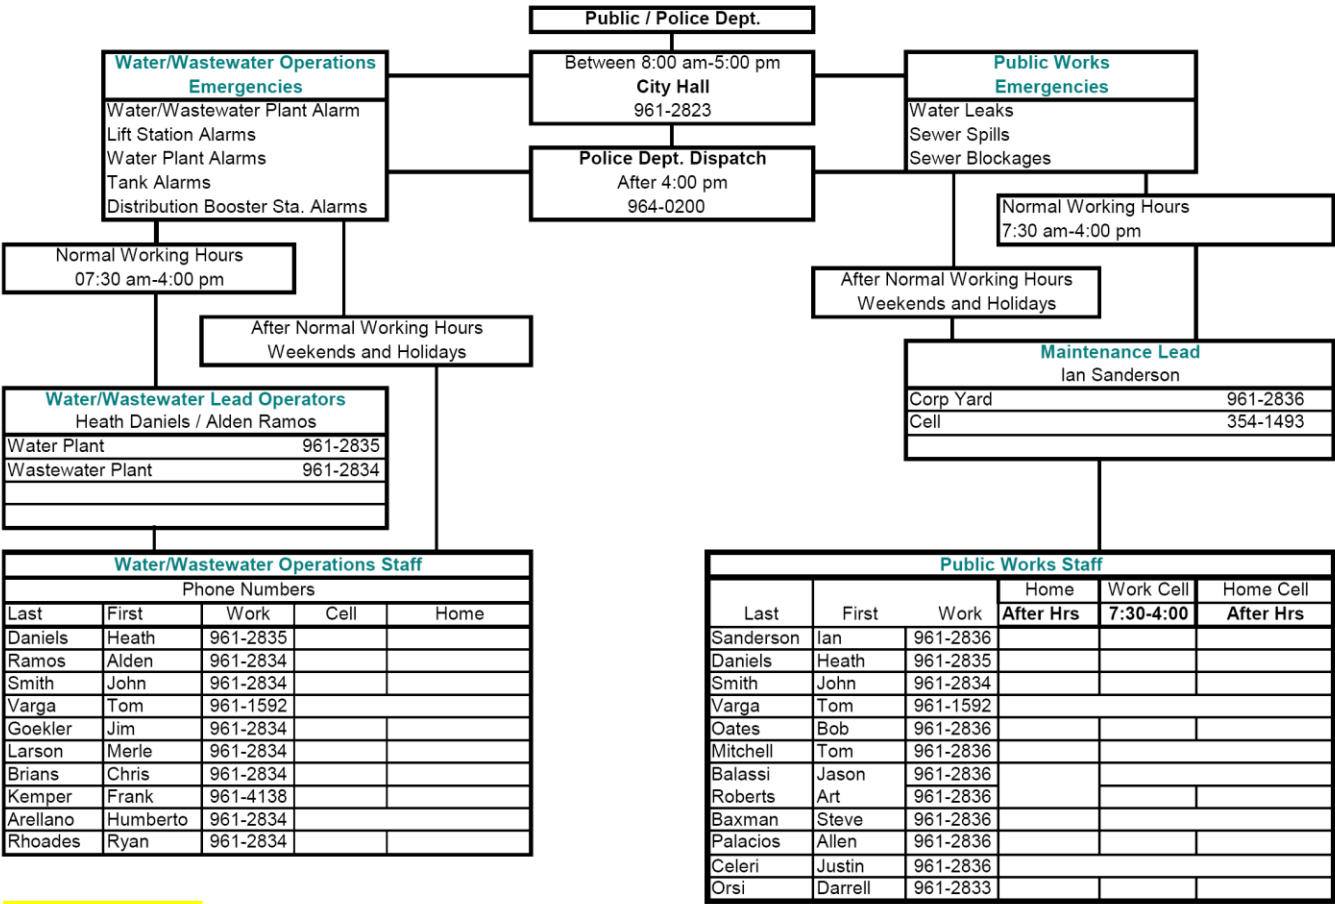 Public / Police Dept.
Water/Wastewater Operations
Emergencies
Water/Wastewater Plant Alarm
Lift Station Alarms
Water Plant Alarms
Tank Alarms
Distribution Booster Sta. Alarms
Between 8:00 am-5:00 pm
City Hall
961-2823
Police Dept. Dispatch
After 4:00 pm
964-0200
Public Works
Emergencies
Water Leaks
Sewer Spills
Sewer Blockages
Normal Working Hours
07:30 am-4:00 pm
After Normal Working Hours
Weekends and Holidays
Normal Working Hours
7:30 am-4:00 pm
After Normal Working Hours
Weekends and Holidays
Water/Wastewater Lead Operators
Heath Daniels / Alden Ramos
Water Plant 961-2835
Wastewater Plant 961-2834
Maintenance Lead
Ian Sanderson
Corp Yard 961-2836
Cell 354-1493
Water/Wastewater Operations Staff
Phone Numbers
Last First Work Cell Home
Daniels Heath 961-2835
Ramos Alden 961-2834
Smith John 961-2834
Varga Tom 961-1592
Goekler Jim 961-2834
Larson Merle 961-2834
Brians Chris 961-2834
Kemper Frank 961-4138
Arellano Humberto 961-2834
Rhoades Ryan 961-2834
Public Works Staff
Home Work Cell Home Cell
Last First Work After Hrs 7:30-4:00 After Hrs
Sanderson Ian 961-2836
Daniels Heath 961-2835
Smith John 961-2834
Varga Tom 961-1592
Oates Bob 961-2836
Mitchell Tom 961-2836
Balassi Jason 961-2836
Roberts Art 961-2836
Baxman Steve 961-2836
Palacios Allen 961-2836
Celeri Justin 961-2836
Orsi Darrell 961-2833